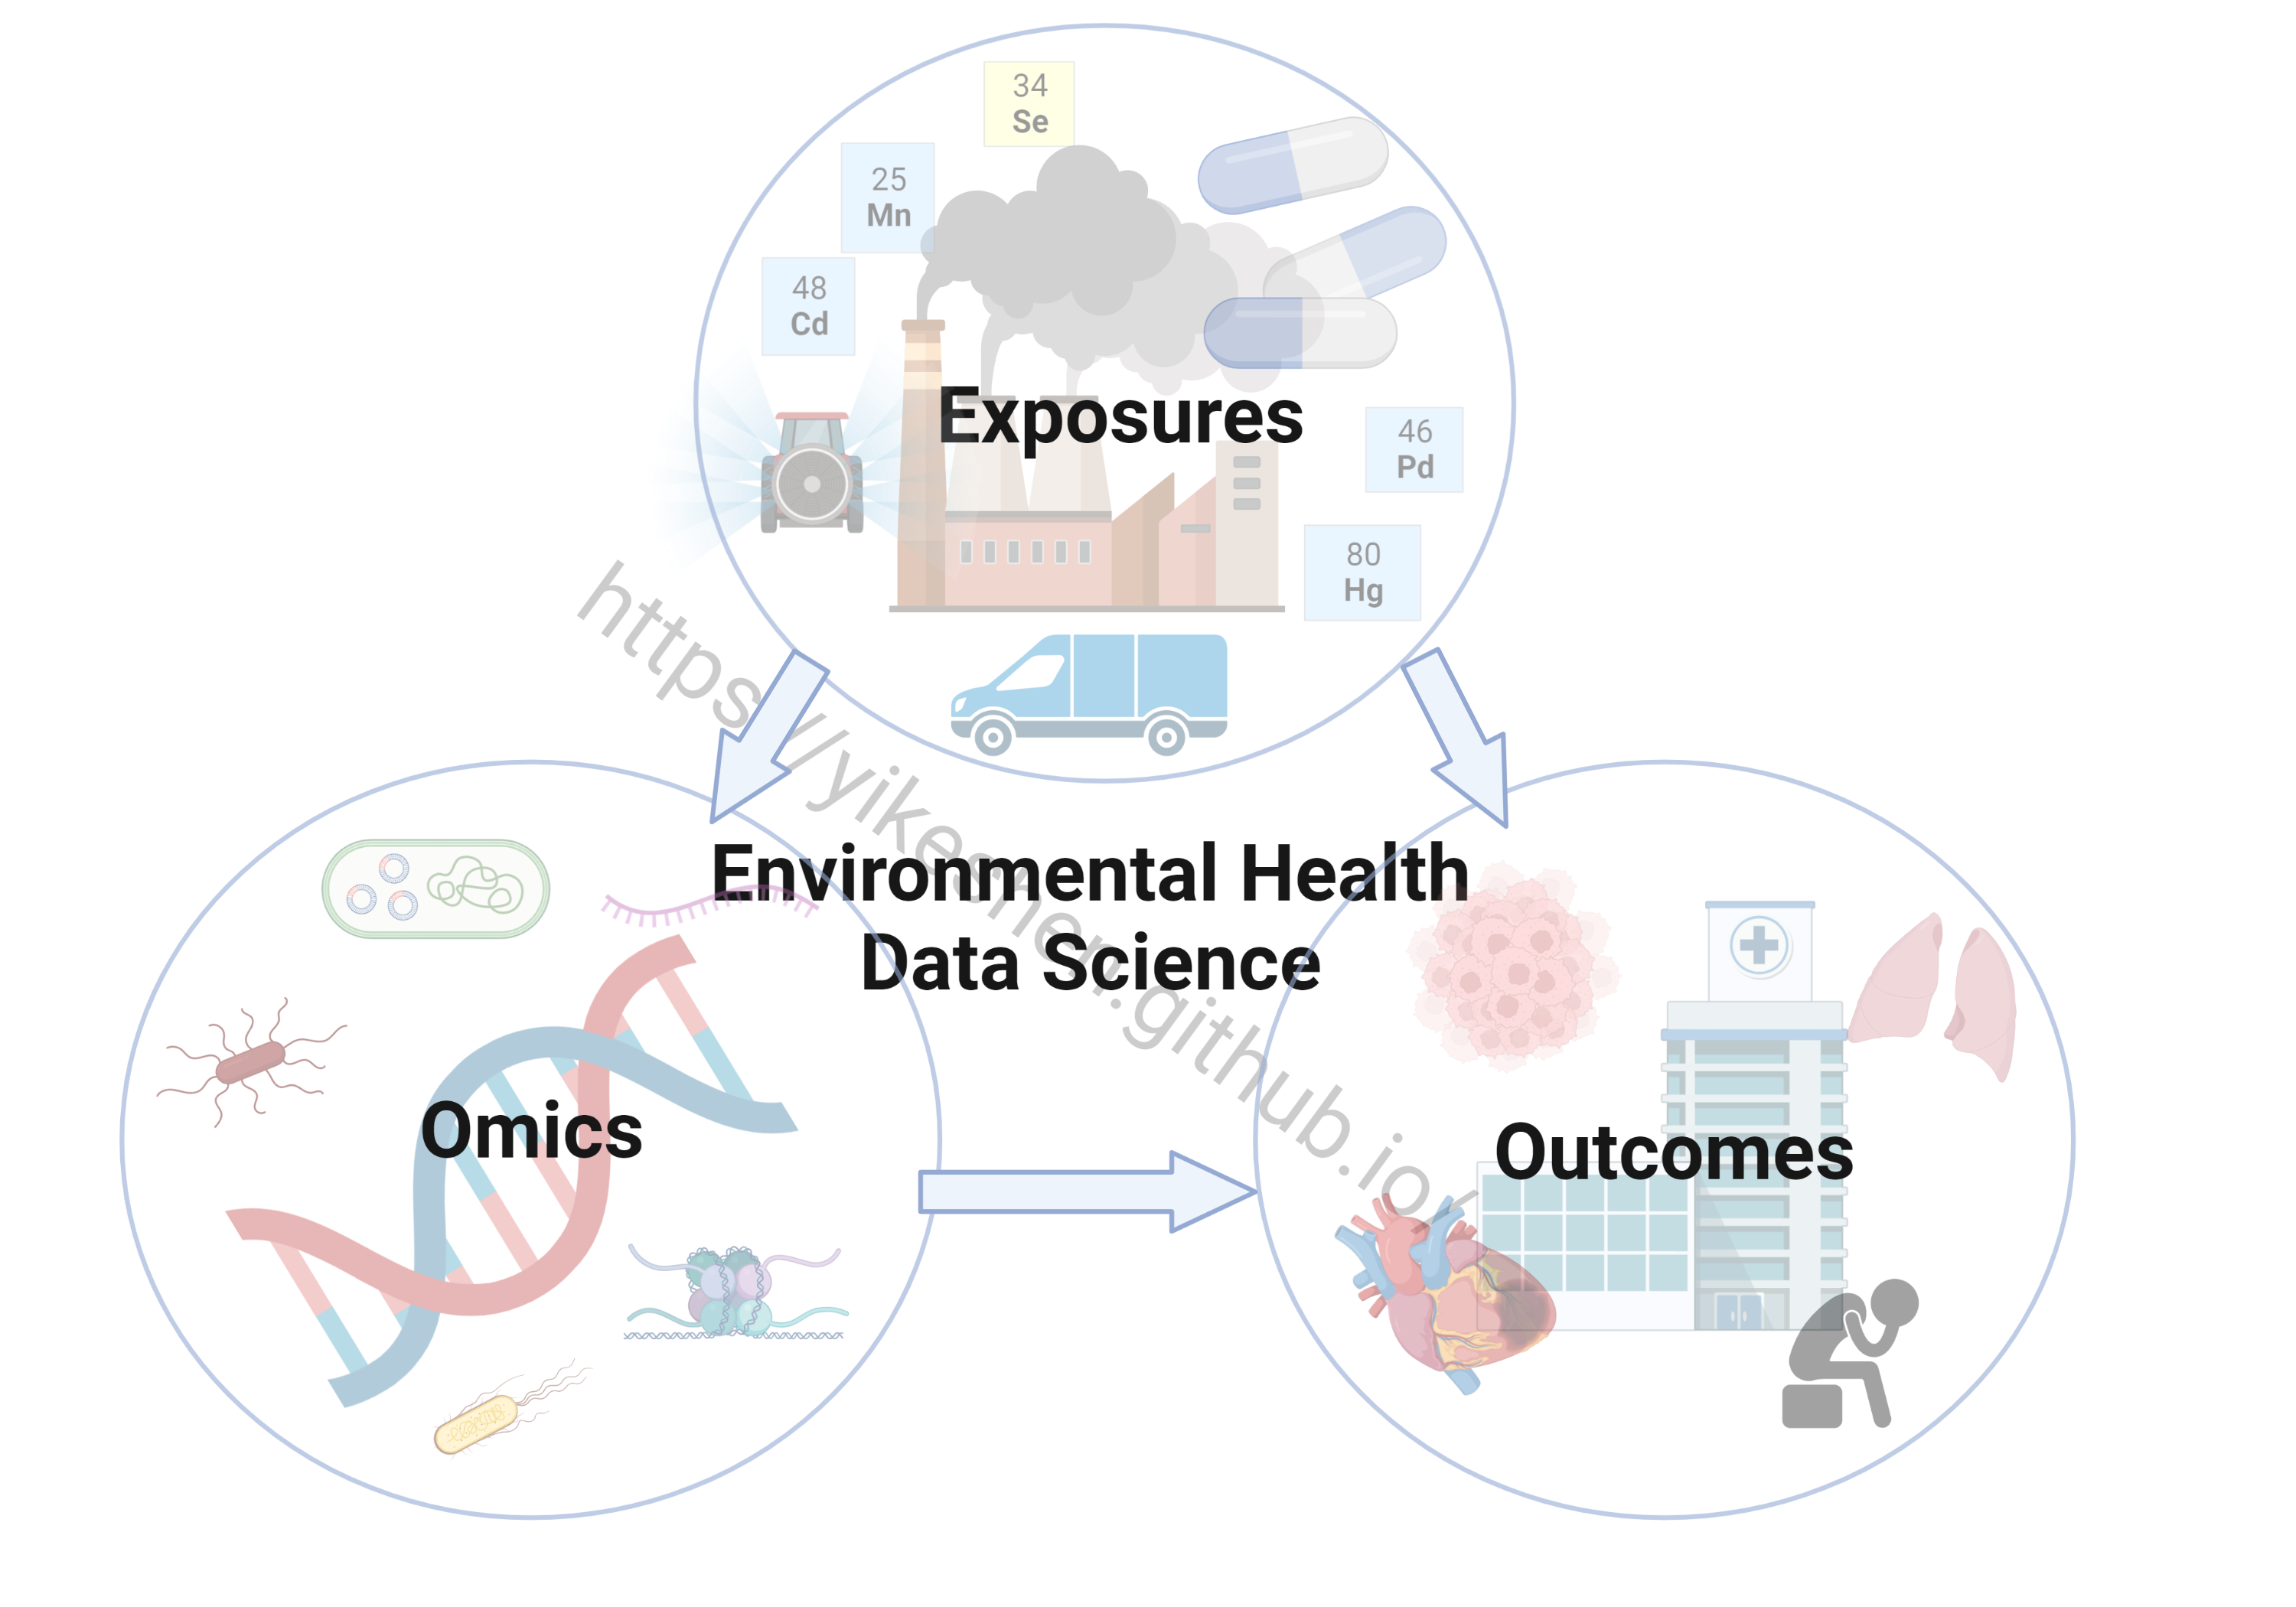 34
Se
25
Mn
48
Cd
Exposures
46
Pd
80
Hg
https://yikeshen.github.io/
Environmental Health
Data Science
Omics
Outcomes